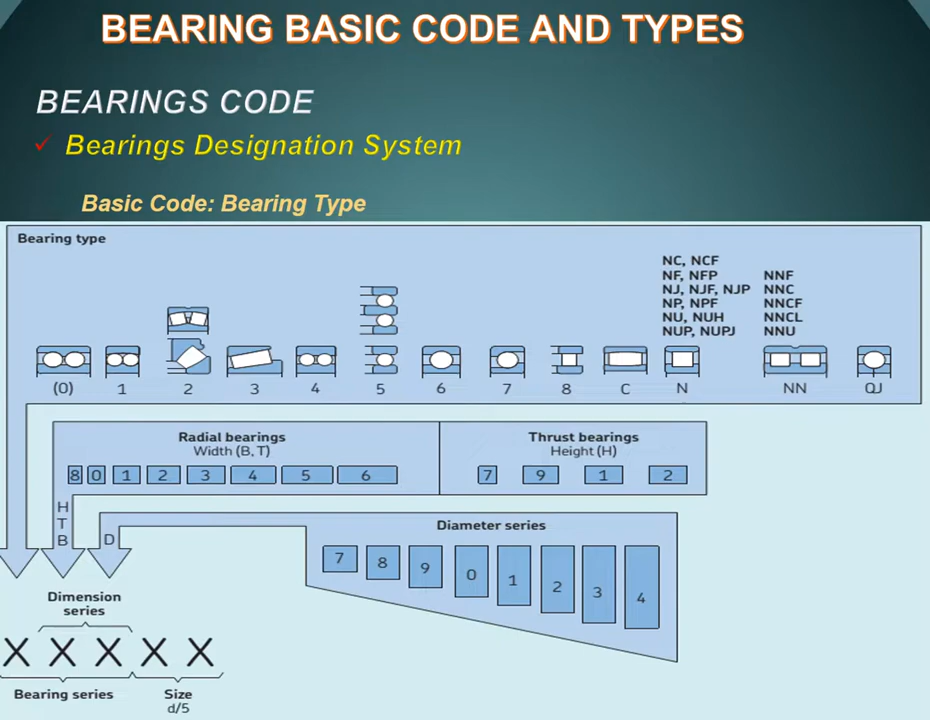 BEARING BASIC CODE AND TYPES
BEARINGS CODE
Bearings Designation System
Basic Code: Bearing Type
Bearing type
NC, NCF
NF, NFP
NJ, NJF, NJP
NP, NPF
NU, NUH
NUP, NUPJ
NNF
NNC
NNCF
NNCL
NNU
(0) 1 2 3 4 5 6 7 8 C N NN QJ
Radial bearings
Width (B, T)
8 0 1 2 3 4 5 6
Thrust bearings
Height (H)
7 9 1 2
H
T
B
D
Diameter series
7 8 9 0 1 2 3 4
Dimension
series
X X X X X
Bearing series
Size
d/5